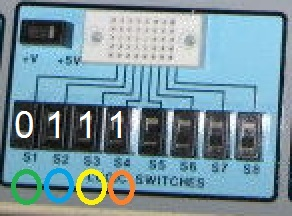 +V +5V
0 1 1 1
S1 S2 S3 S4 S5 S6 S7 S8
SWITCHES